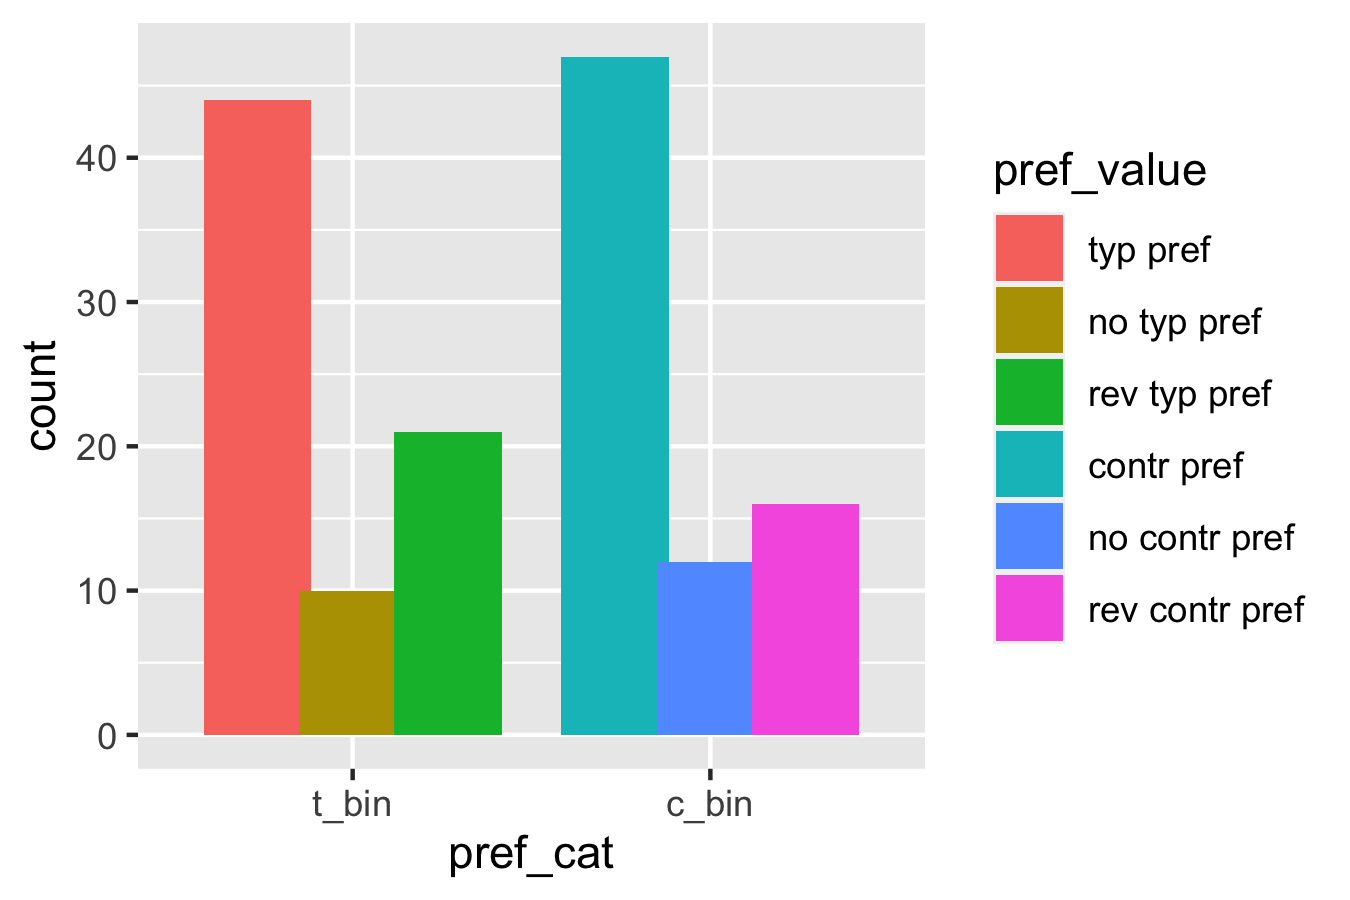 count
40
30
20
10
0
t_bin
c_bin
pref_cat
pref_value
typ pref
no typ pref
rev typ pref
contr pref
no contr pref
rev contr pref